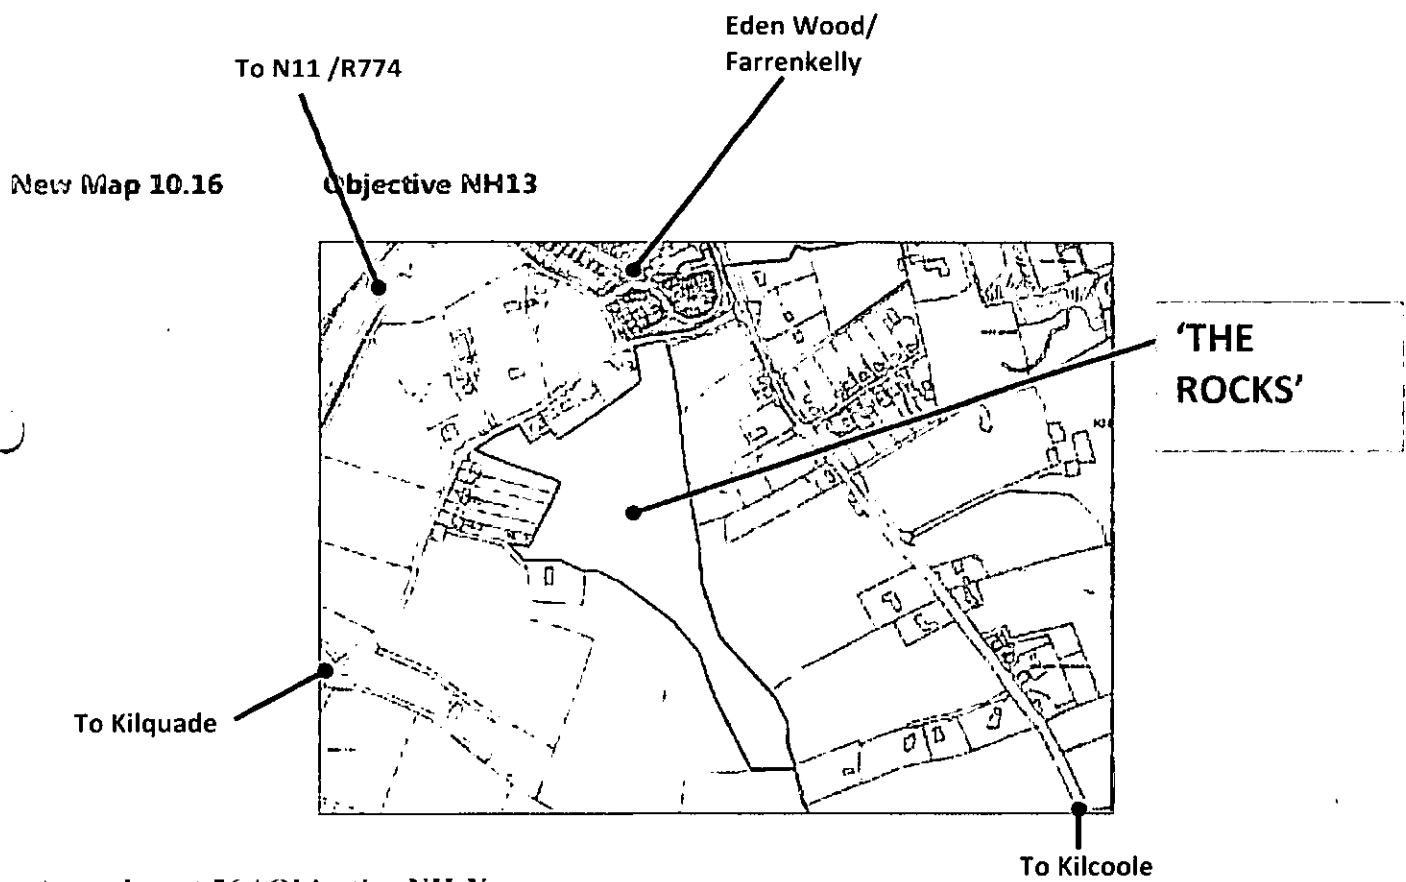 Eden Wood/
Farrenkelly
To N11 /R774
New Map 10.16 Objective NH13
'THE
ROCKS'
To Kilquade
To Kilcoole